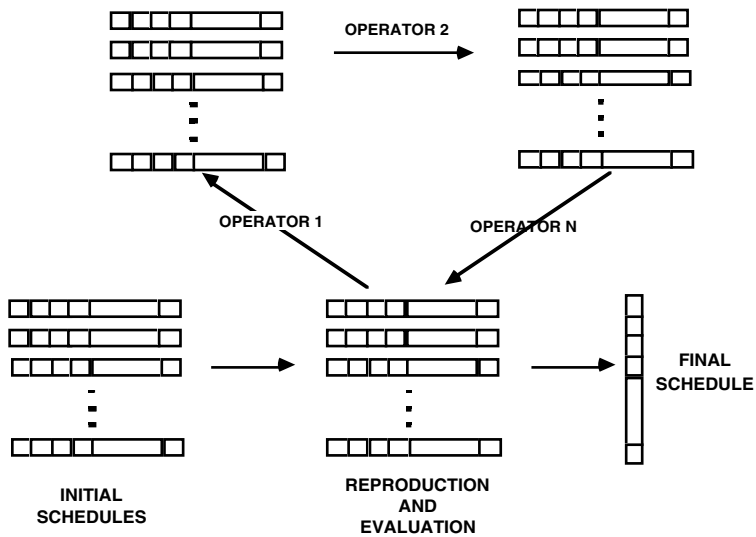 OPERATOR 2
OPERATOR 1
OPERATOR N
FINAL
SCHEDULE
INITIAL
SCHEDULES
REPRODUCTION
AND
EVALUATION